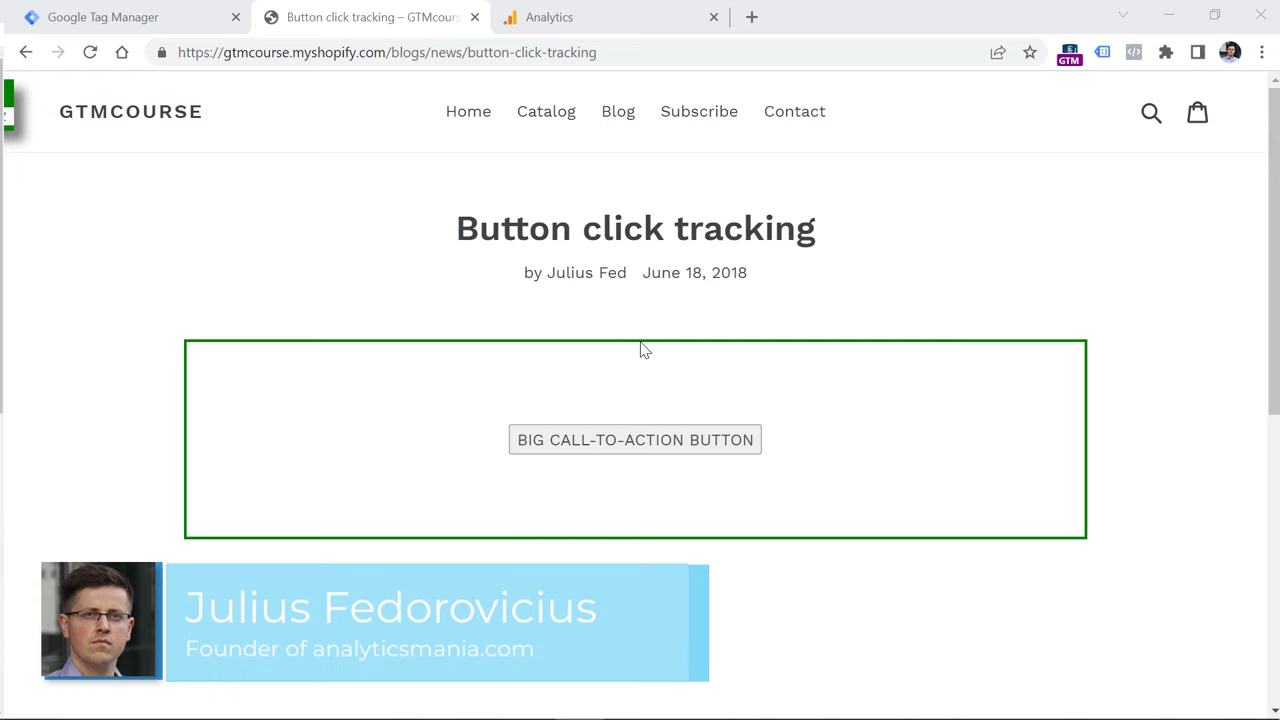 Google Tag Manager
Button click tracking – GTMcours
Analytics
https://gtmcourse.myshopify.com/blogs/news/button-click-tracking
GTM
GTMCOURSE
Home
Catalog
Blog
Subscribe
Contact
Button click tracking
by Julius Fed June 18, 2018
BIG CALL-TO-ACTION BUTTON
Julius Fedorovicius
Founder of analyticsmania.com